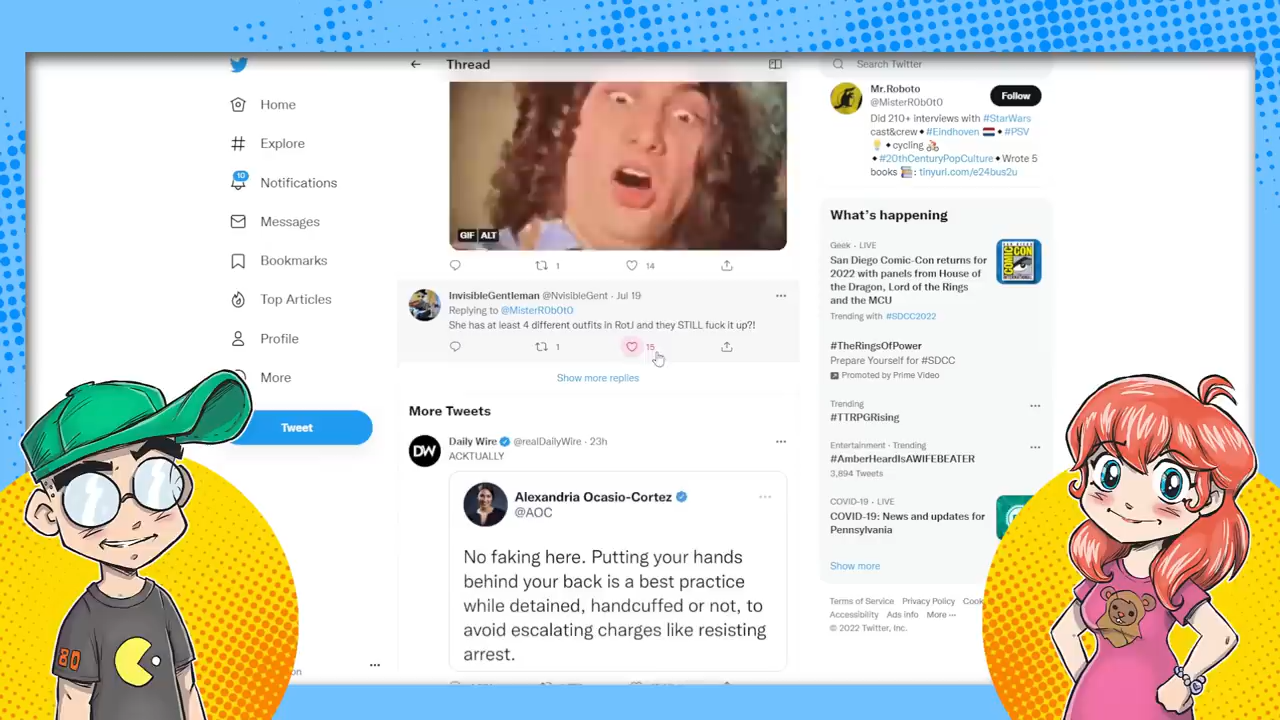 Home
Explore
10
Notifications
Messages
Bookmarks
Top Articles
Profile
More
Tweet
80
Thread
GIF ALT
1
14
InvisibleGentleman @NvisibleGent · Jul 19
Replying to @MisterR0b0t0
She has at least 4 different outfits in RotJ and they STILL fuck it up?!
1
15
Show more replies
More Tweets
DW
Daily Wire @realDailyWire · 23h
ACKTUALLY
Alexandria Ocasio-Cortez
@AOC
No faking here. Putting your hands
behind your back is a best practice
while detained, handcuffed or not, to
avoid escalating charges like resisting
arrest.
Search Twitter
Mr.Roboto
@MisterR0b0t0
Follow
Did 210+ interviews with #StarWars
cast&crew #Eindhoven #PSV
cycling
#20thCenturyPopCulture Wrote 5
books : tinyurl.com/e24bus2u
What's happening
Geek · LIVE
San Diego Comic-Con returns for
2022 with panels from House of
the Dragon, Lord of the Rings
and the MCU
Trending with #SDCC2022
COMIC
CON
#TheRingsOfPower
Prepare Yourself for #SDCC
Promoted by Prime Video
Trending
#TTRPGRising
Entertainment · Trending
#AmberHeardIsAWIFEBEATER
3,894 Tweets
COVID-19 · LIVE
COVID-19: News and updates for
Pennsylvania
Show more
Terms of Service Privacy Policy Cook
Accessibility Ads info More ···
© 2022 Twitter, Inc.